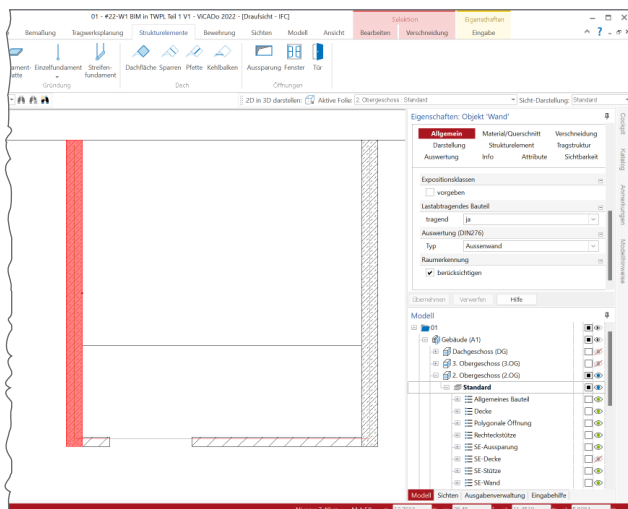 01 - #22-W1 BIM in TWPL Teil 1 V1 - ViCADo 2022 - [Draufsicht - IFC]
Selektion
Eigenschaften
Bemaßung Tragwerksplanung Strukturelemente Bewehrung Sichten Modell Ansicht Bearbeiten Verschneidung Eingabe
Einzelfundament Streifen-
fundament
Dachfläche Sparren Pfette Kehlbalken
Aussparung Fenster Tür
Gründung
Dach
Öffnungen
2D in 3D darstellen: Aktive Folie: 2. Obergeschoss : Standard Sicht-Darstellung: Standard
Eigenschaften: Objekt 'Wand'
Allgemein Material/Querschnitt Verschneidung
Darstellung Strukturelement Tragstruktur
Auswertung Info Attribute Sichtbarkeit
Expositionsklassen
vorgeben
Lastabtragendes Bauteil
tragend ja
Auswertung (DIN276)
Typ Aussenwand
Raumerkennung
berücksichtigen
Übernehmen Verwerfen Hilfe
Modell
01
Gebäude (A1)
Dachgeschoss (DG)
3. Obergeschoss (3.OG)
2. Obergeschoss (2.OG)
Standard
Allgemeines Bauteil
Decke
Polygonale Öffnung
Rechteckstütze
SE-Aussparung
SE-Decke
SE-Stütze
SE-Wand
Modell Sichten Ausgabenverwaltung Eingabehilfe
Cockpit
Katalog
Anmerkungen
Modellhinweise